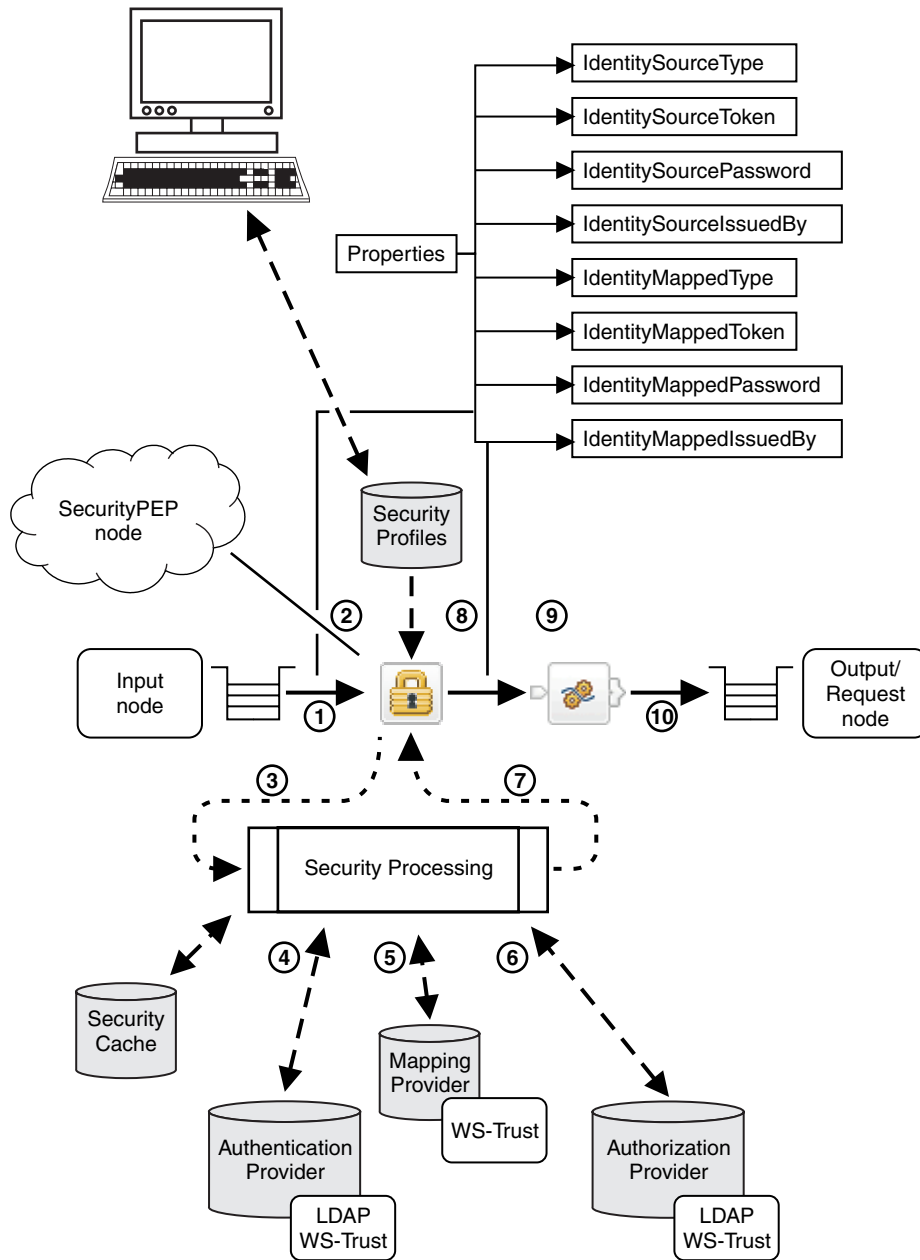 IdentitySourceType
IdentitySourceToken
IdentitySourcePassword
IdentitySourceIssuedBy
Properties
IdentityMappedType
IdentityMappedToken
IdentityMappedPassword
IdentityMappedIssuedBy
SecurityPEP
node
Security
Profiles
2
8
9
Input
node
1
10
Output/
Request
node
3
7
Security Processing
4
5
6
Security
Cache
Mapping
Provider
WS-Trust
Authentication
Provider
LDAP
WS-Trust
Authorization
Provider
LDAP
WS-Trust